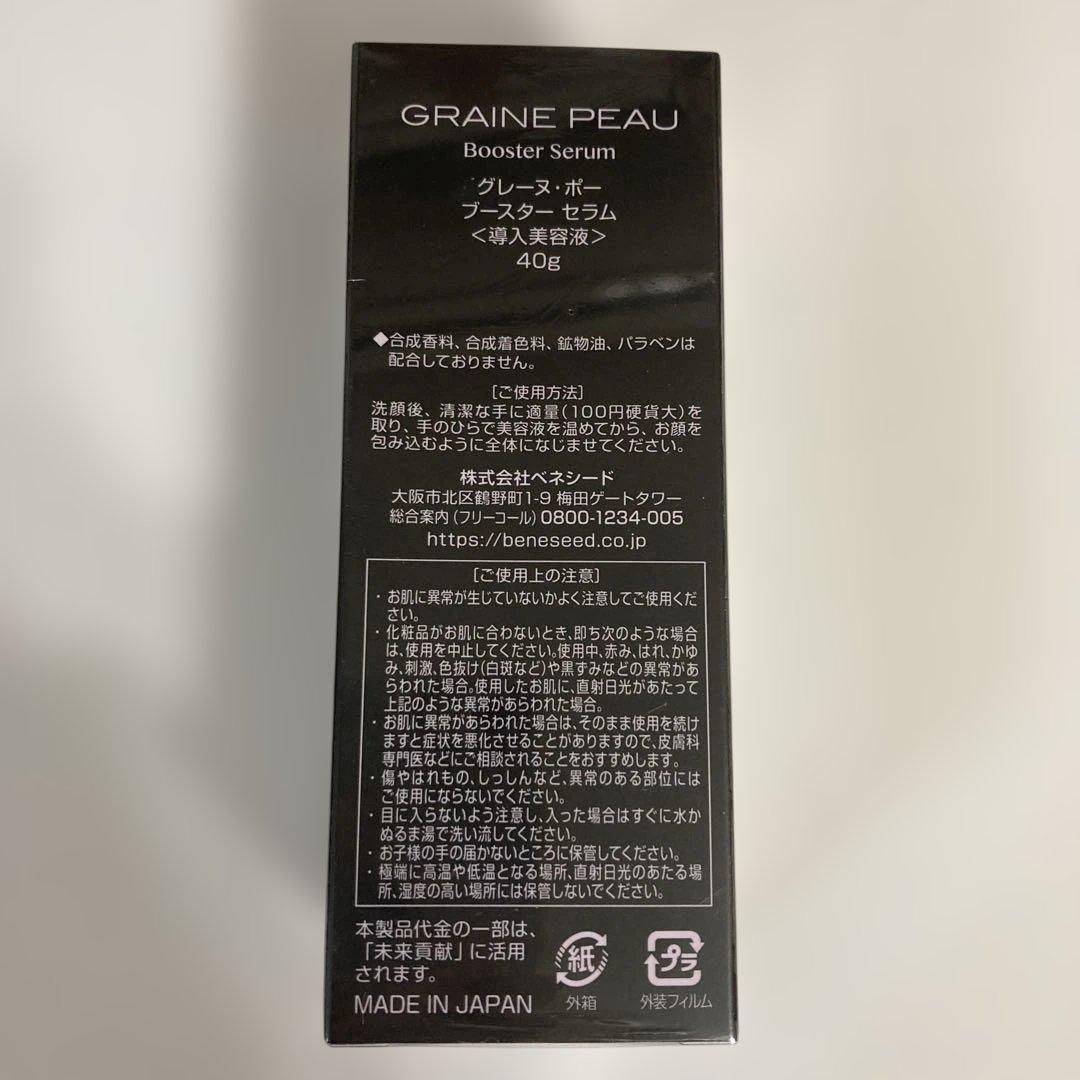 GRAINE PEAU
Booster Serum
グレーヌ・ポー
ブースター セラム
＜導入美容液＞
40g
◆合成香料、合成着色料、鉱物油、パラベンは
配合しておりません。
［ご使用方法］
洗顔後、清潔な手に適量（100円硬貨大）を
取り、手のひらで美容液を温めてから、お顔を
包み込むように全体になじませてください。
株式会社ベネシード
大阪市北区鶴野町1-9 梅田ゲートタワー
総合案内（フリーコール）0800-1234-005
https://beneseed.co.jp
［ご使用上の注意］
・お肌に異常が生じていないかよく注意してご使用くだ
さい。
・化粧品がお肌に合わないとき、即ち次のような場合
は、使用を中止してください。使用中、赤み、はれ、かゆ
み、刺激、色抜け（白斑など）や黒ずみなどの異常があ
らわれた場合。使用したお肌に、直射日光があたって
上記のような異常があらわれた場合。
・お肌に異常があらわれた場合は、そのまま使用を続け
ますと症状を悪化させることがありますので、皮膚科
専門医などにご相談されることをおすすめします。
・傷やはれもの、しっしんなど、異常のある部位には
ご使用にならないでください。
・目に入らないよう注意し、入った場合はすぐに水か
ぬるま湯で洗い流してください。
・お子様の手の届かないところに保管してください。
・極端に高温や低温となる場所、直射日光のあたる場
所、湿度の高い場所には保管しないでください。
本製品代金の一部は、
「未来貢献」に活用
されます。
MADE IN JAPAN
紙
外箱
プラ
外装フィルム